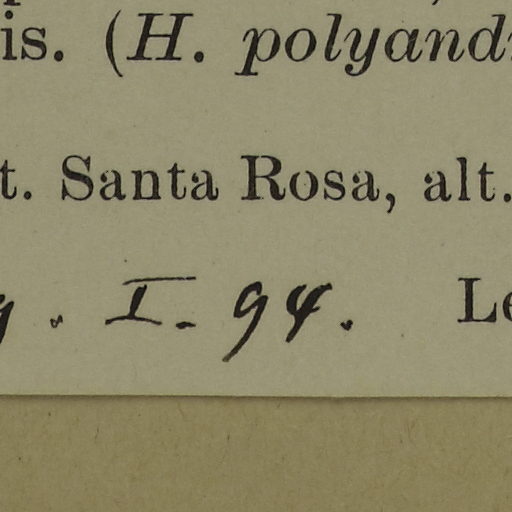 is. (H. polyand
t. Santa Rosa, alt.
. I. 94. Le